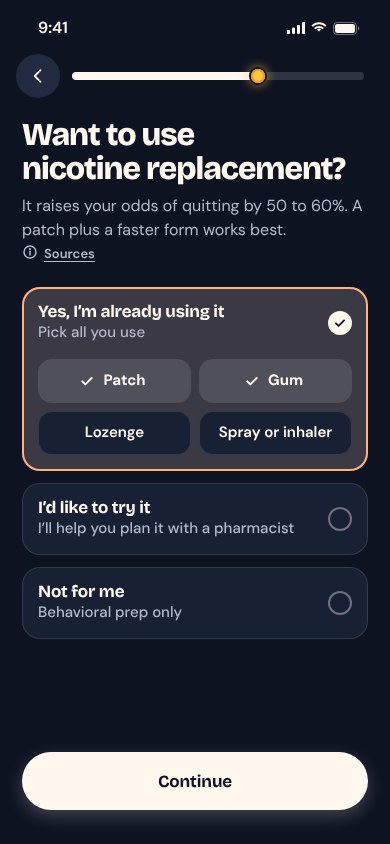 9:41
Want to use
nicotine replacement?
It raises your odds of quitting by 50 to 60%. A
patch plus a faster form works best.
Sources
Yes, I’m already using it
Pick all you use
Patch
Gum
Lozenge
Spray or inhaler
I’d like to try it
I’ll help you plan it with a pharmacist
Not for me
Behavioral prep only
Continue